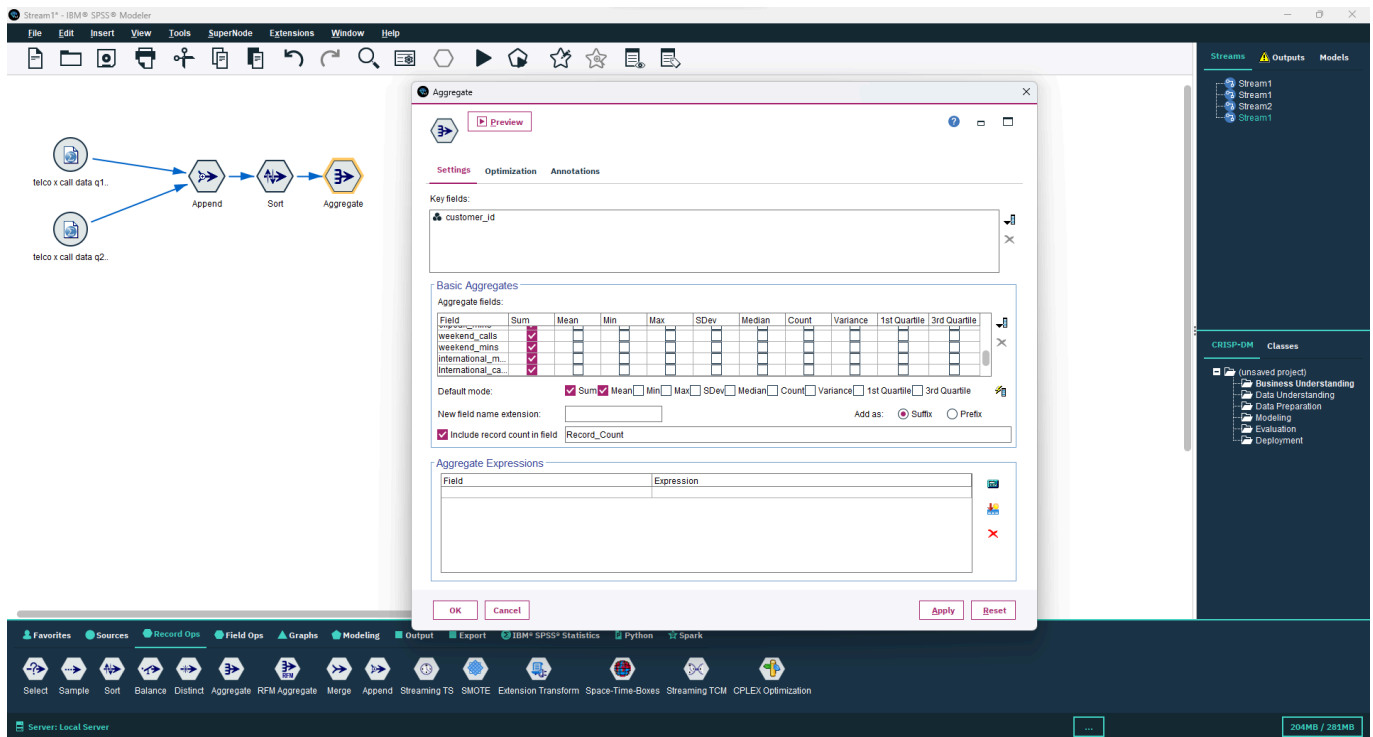 Stream1* - IBM® SPSS® Modeler
File Edit Insert View Tools SuperNode Extensions Window Help
Streams Outputs Models
Stream1
Stream1
Stream2
Stream1
telco x call data q1..
telco x call data q2..
Append
Sort
Aggregate
Aggregate
Preview
?
Settings Optimization Annotations
Key fields:
customer_id
Basic Aggregates
Aggregate fields:
Field Sum Mean Min Max SDev Median Count Variance 1st Quartile 3rd Quartile
weekend_calls
weekend_mins
international_m...
International_ca...
Default mode: Sum Mean Min Max SDev Median Count Variance 1st Quartile 3rd Quartile
New field name extension: Add as: Suffix Prefix
Include record count in field Record_Count
Aggregate Expressions
Field Expression
OK Cancel Apply Reset
CRISP-DM Classes
(unsaved project)
Business Understanding
Data Understanding
Data Preparation
Modeling
Evaluation
Deployment
Favorites Sources Record Ops Field Ops Graphs Modeling Output Export IBM® SPSS® Statistics Python Spark
Select Sample Sort Balance Distinct Aggregate RFM Aggregate Merge Append Streaming TS SMOTE Extension Transform Space-Time-Boxes Streaming TCM CPLEX Optimization
Server: Local Server ... 204MB / 281MB